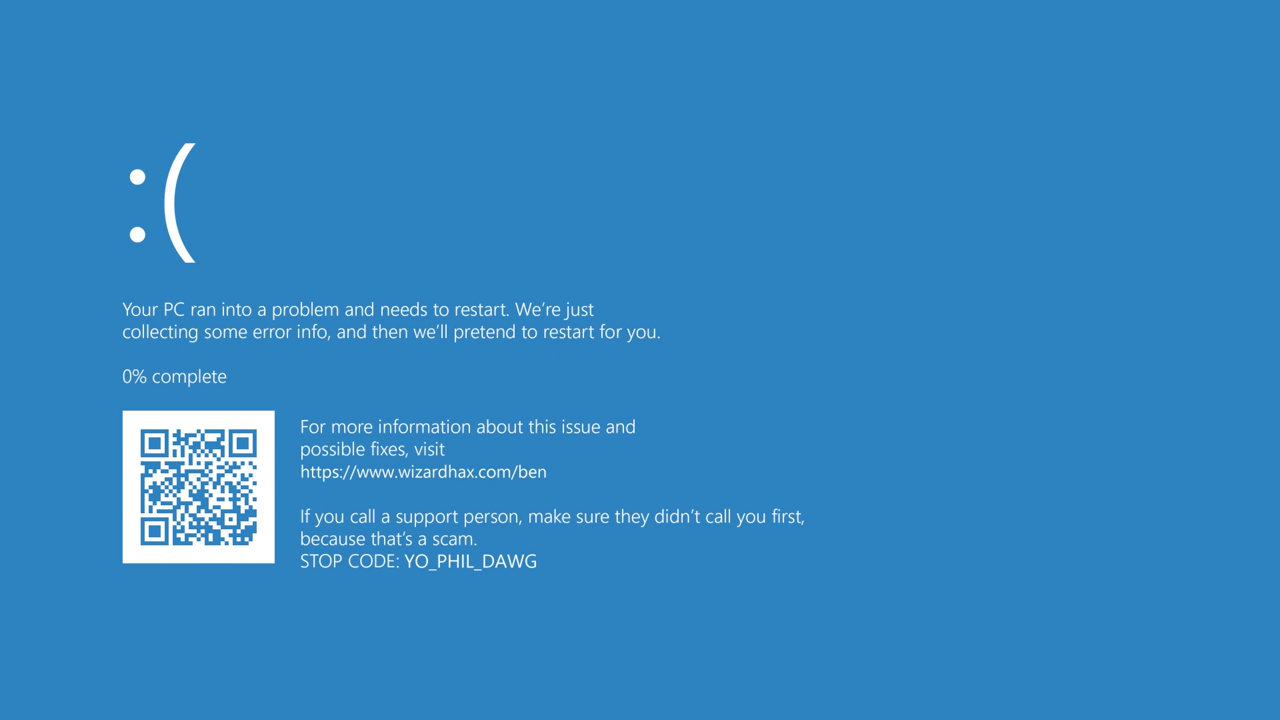 :(
Your PC ran into a problem and needs to restart. We’re just
collecting some error info, and then we’ll pretend to restart for you.
0% complete
For more information about this issue and
possible fixes, visit
https://www.wizardhax.com/ben
If you call a support person, make sure they didn’t call you first,
because that’s a scam.
STOP CODE: YO_PHIL_DAWG